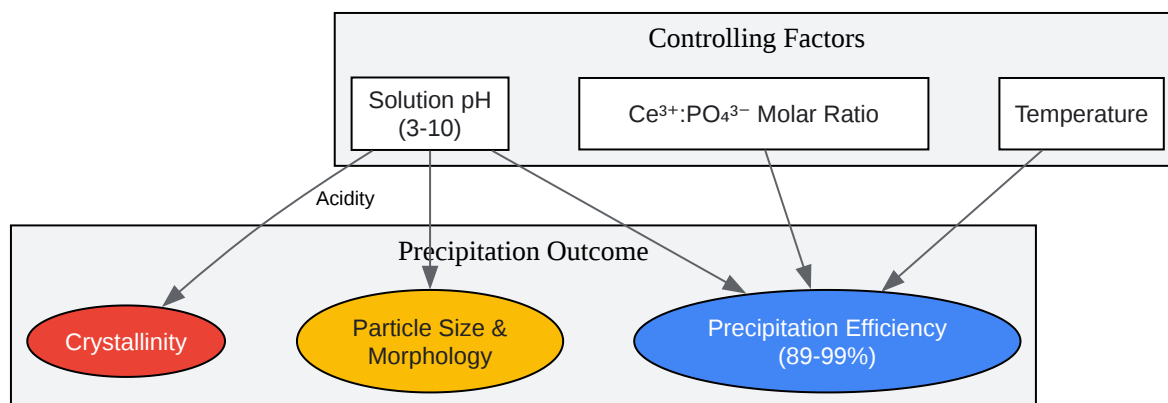 Controlling Factors
Solution pH
(3-10)
Ce³⁺:PO₄³⁻ Molar Ratio
Temperature
Acidity
Precipitation Outcome
Crystallinity
Particle Size &
Morphology
Precipitation Efficiency
(89-99%)